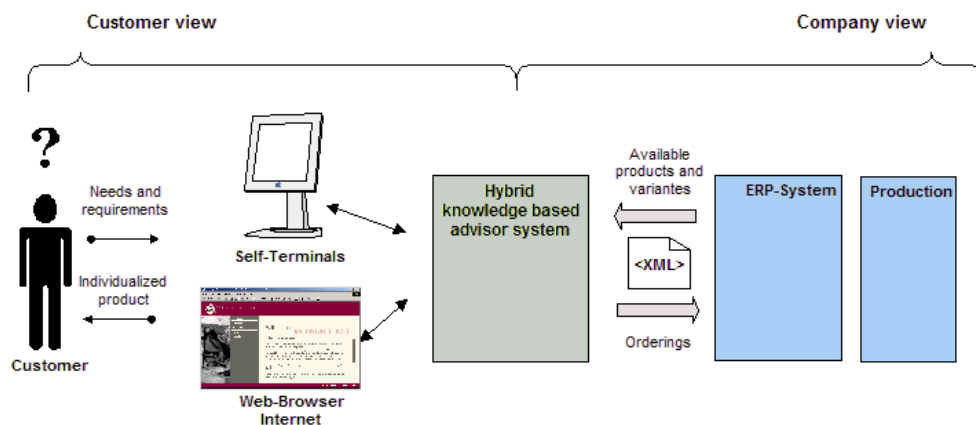 Customer view
Company view
?
Needs and
requirements
Individualized
product
Customer
Self-Terminals
Web-Browser
Internet
Hybrid
knowledge based
advisor system
Available
products and
variantes
<XML>
Orderings
ERP-System
Production